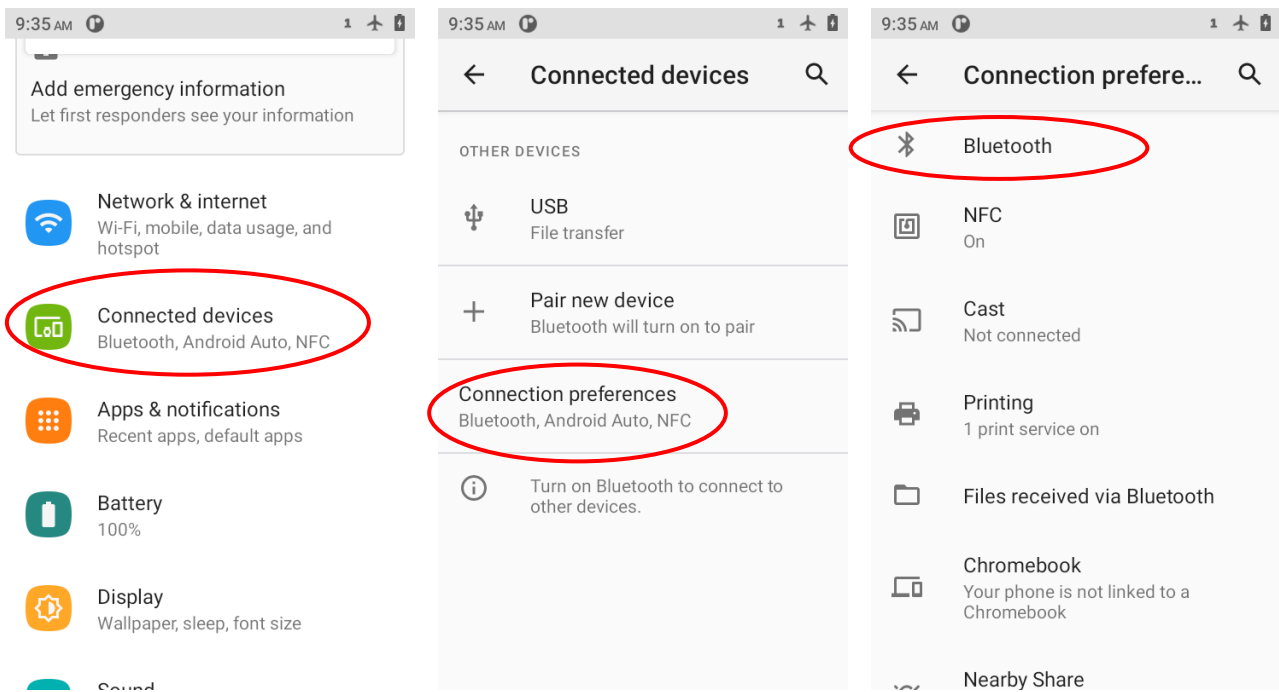 9:35 AM
1
Add emergency information
Let first responders see your information
Network & internet
Wi-Fi, mobile, data usage, and
hotspot
Connected devices
Bluetooth, Android Auto, NFC
Apps & notifications
Recent apps, default apps
Battery
100%
Display
Wallpaper, sleep, font size
Sound
9:35 AM
1
Connected devices
OTHER DEVICES
USB
File transfer
Pair new device
Bluetooth will turn on to pair
Connection preferences
Bluetooth, Android Auto, NFC
Turn on Bluetooth to connect to
other devices.
9:35 AM
1
Connection prefere...
Bluetooth
NFC
On
Cast
Not connected
Printing
1 print service on
Files received via Bluetooth
Chromebook
Your phone is not linked to a
Chromebook
Nearby Share